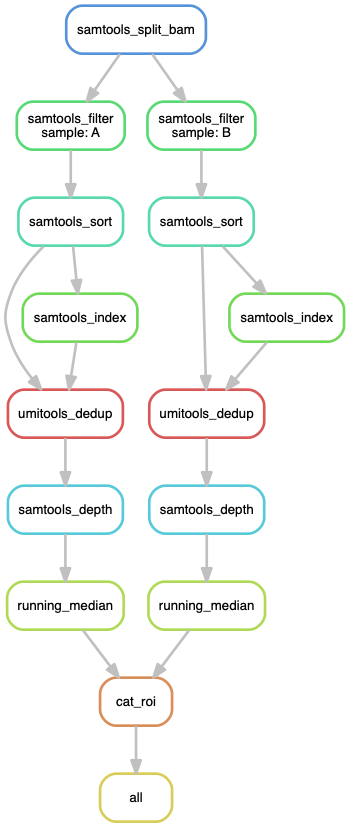 samtools_split_bam
samtools_filter
sample: A
samtools_filter
sample: B
samtools_sort
samtools_sort
samtools_index
samtools_index
umitools_dedup
umitools_dedup
samtools_depth
samtools_depth
running_median
running_median
cat_roi
all